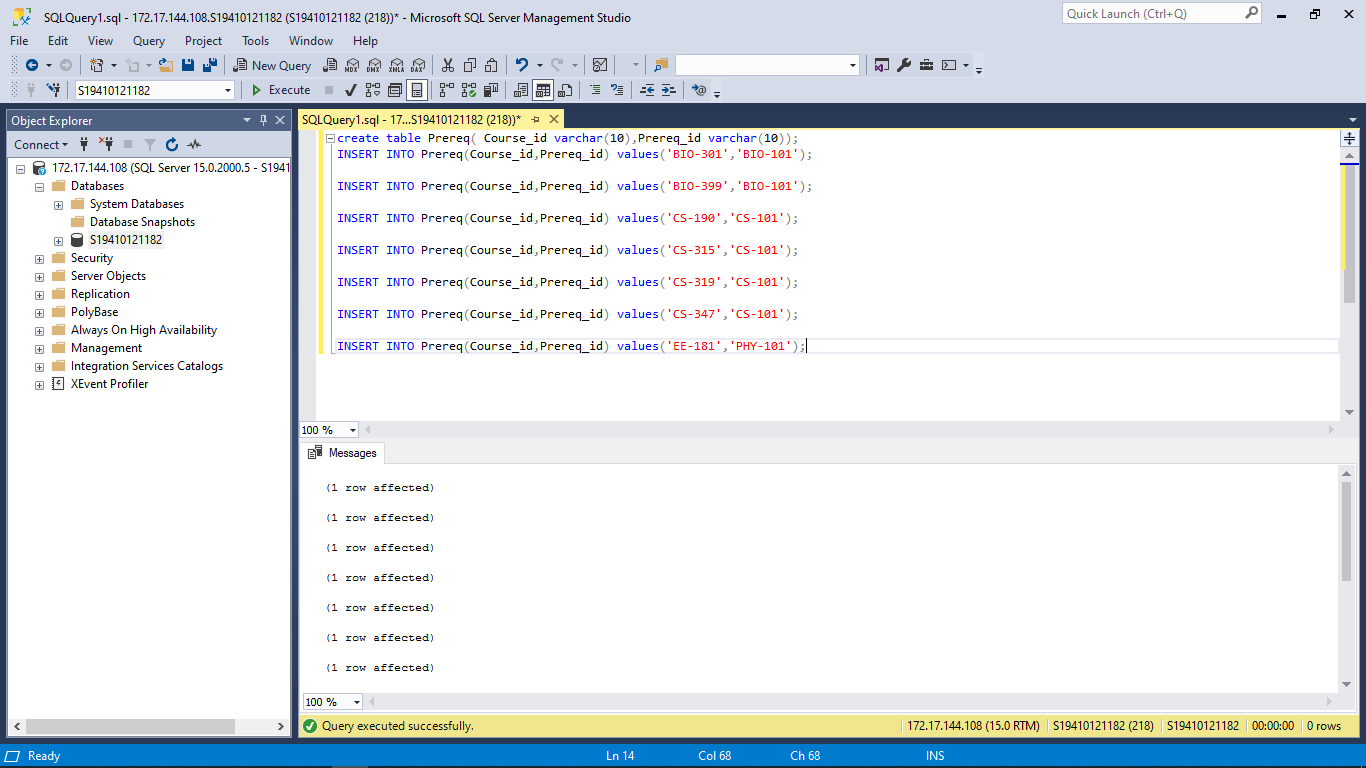 SQLQuery1.sql - 172.17.144.108.S19410121182 (S19410121182 (218))* - Microsoft SQL Server Management Studio
Quick Launch (Ctrl+Q)
File Edit View Query Project Tools Window Help
New Query MDX DMX XMLA DAX
S19410121182 Execute
Object Explorer
SQLQuery1.sql - 17...S19410121182 (218))*
Connect
172.17.144.108 (SQL Server 15.0.2000.5 - S1941
Databases
System Databases
Database Snapshots
S19410121182
Security
Server Objects
Replication
PolyBase
Always On High Availability
Management
Integration Services Catalogs
XEvent Profiler
create table Prereq( Course_id varchar(10),Prereq_id varchar(10));
INSERT INTO Prereq(Course_id,Prereq_id) values('BIO-301','BIO-101');
INSERT INTO Prereq(Course_id,Prereq_id) values('BIO-399','BIO-101');
INSERT INTO Prereq(Course_id,Prereq_id) values('CS-190','CS-101');
INSERT INTO Prereq(Course_id,Prereq_id) values('CS-315','CS-101');
INSERT INTO Prereq(Course_id,Prereq_id) values('CS-319','CS-101');
INSERT INTO Prereq(Course_id,Prereq_id) values('CS-347','CS-101');
INSERT INTO Prereq(Course_id,Prereq_id) values('EE-181','PHY-101');
100 %
Messages
(1 row affected)
(1 row affected)
(1 row affected)
(1 row affected)
(1 row affected)
(1 row affected)
(1 row affected)
100 %
Query executed successfully. 172.17.144.108 (15.0 RTM) S19410121182 (218) S19410121182 00:00:00 0 rows
Ready Ln 14 Col 68 Ch 68 INS